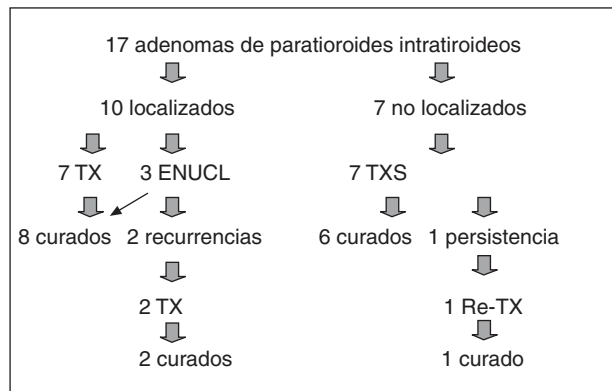 17 adenomas de paratioroides intratiroideos
10 localizados 7 no localizados
7 TX 3 ENUCL 7 TXS
8 curados 2 recurrencias 6 curados 1 persistencia
2 TX 1 Re-TX
2 curados 1 curado